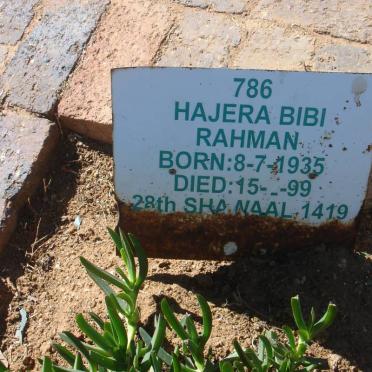 786
HAJERA BIBI
RAHMAN
BORN:8-7-1935
DIED:15-_-99
28th SHAWAAL 1419